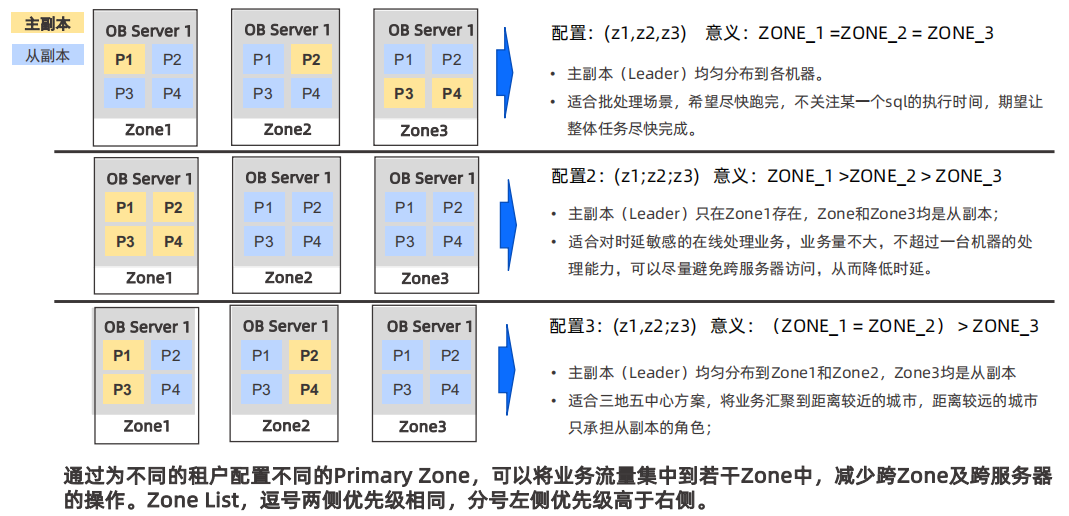 主副本
从副本
OB Server 1
P1 P2
P3 P4
Zone1
OB Server 1
P1 P2
P3 P4
Zone2
OB Server 1
P1 P2
P3 P4
Zone3
配置：(z1,z2,z3) 意义：ZONE_1 =ZONE_2 = ZONE_3
• 主副本（Leader）均匀分布到各机器。
• 适合批处理场景，希望尽快跑完，不关注某一个sql的执行时间，期望让
整体任务尽快完成。
OB Server 1
P1 P2
P3 P4
Zone1
OB Server 1
P1 P2
P3 P4
Zone2
OB Server 1
P1 P2
P3 P4
Zone3
配置2：(z1;z2;z3) 意义：ZONE_1 >ZONE_2 > ZONE_3
• 主副本（Leader）只在Zone1存在，Zone和Zone3均是从副本；
• 适合对时延敏感的在线处理业务，业务量不大，不超过一台机器的处
理能力，可以尽量避免跨服务器访问，从而降低时延。
OB Server 1
P1 P2
P3 P4
Zone1
OB Server 1
P1 P2
P3 P4
Zone2
OB Server 1
P1 P2
P3 P4
Zone3
配置3：(z1,z2;z3) 意义：（ZONE_1 = ZONE_2）> ZONE_3
• 主副本（Leader）均匀分布到Zone1和Zone2，Zone3均是从副本
• 适合三地五中心方案，将业务汇聚到距离较近的城市，距离较远的城市
只承担从副本的角色；
通过为不同的租户配置不同的Primary Zone，可以将业务流量集中到若干Zone中，减少跨Zone及跨服务器
的操作。Zone List，逗号两侧优先级相同，分号左侧优先级高于右侧。